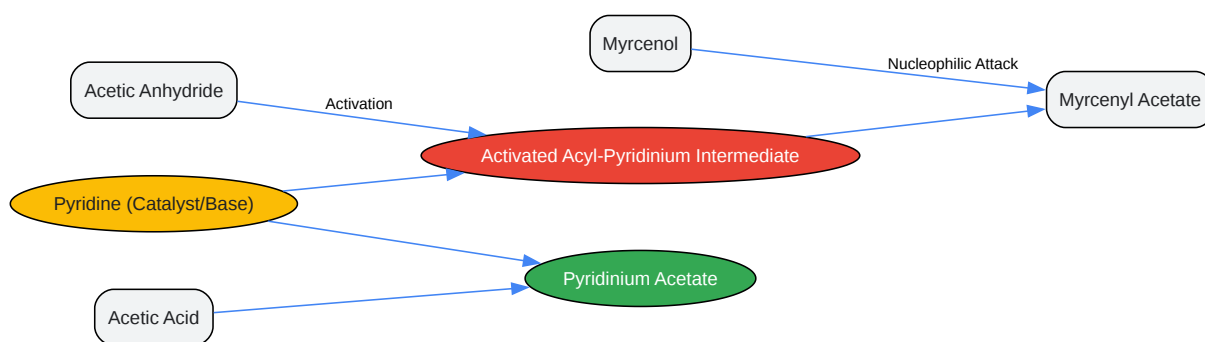 Myrcenol
Nucleophilic Attack
Acetic Anhydride
Activation
Myrcenyl Acetate
Activated Acyl-Pyridinium Intermediate
Pyridine (Catalyst/Base)
Pyridinium Acetate
Acetic Acid